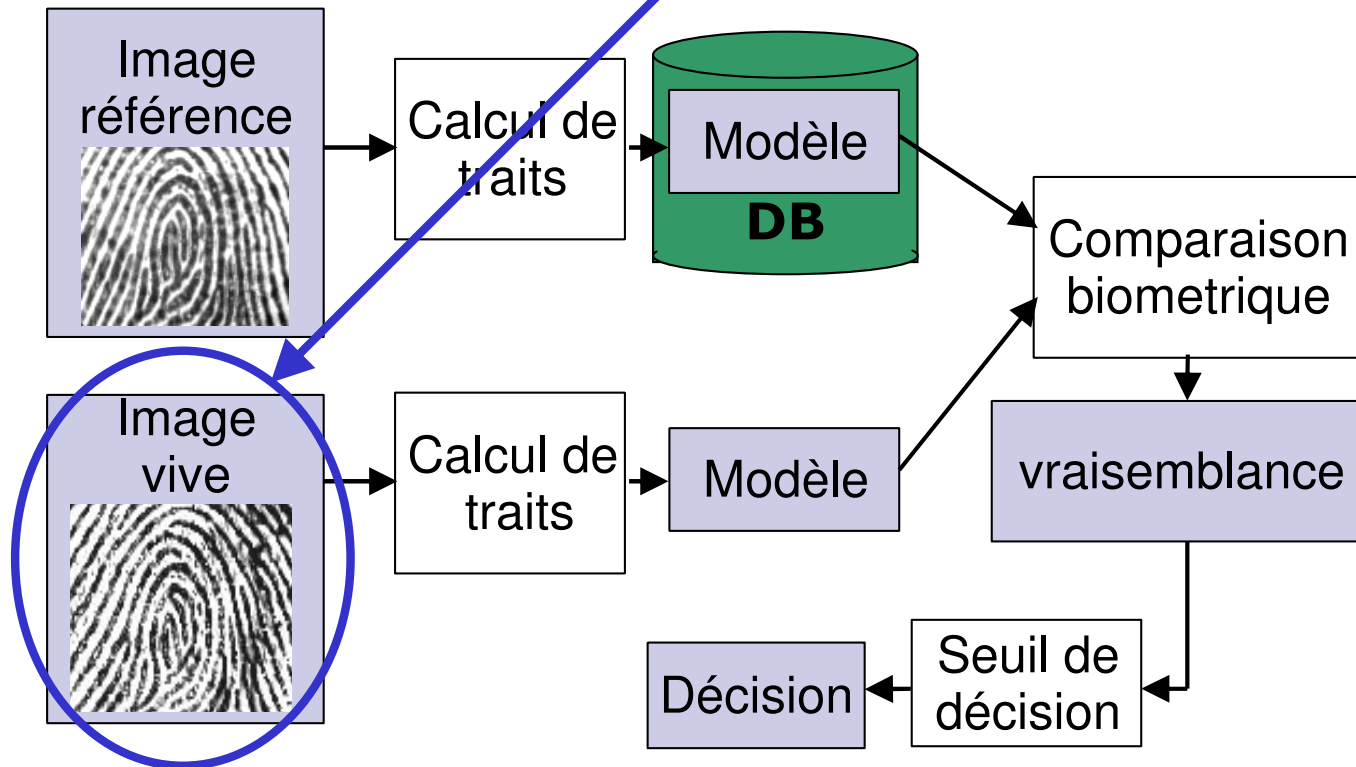 Image
référence
Calcul de
traits
Modèle
DB
Comparaison
biometrique
Image
vive
Calcul de
traits
Modèle
vraisemblance
Seuil de
décision
Décision